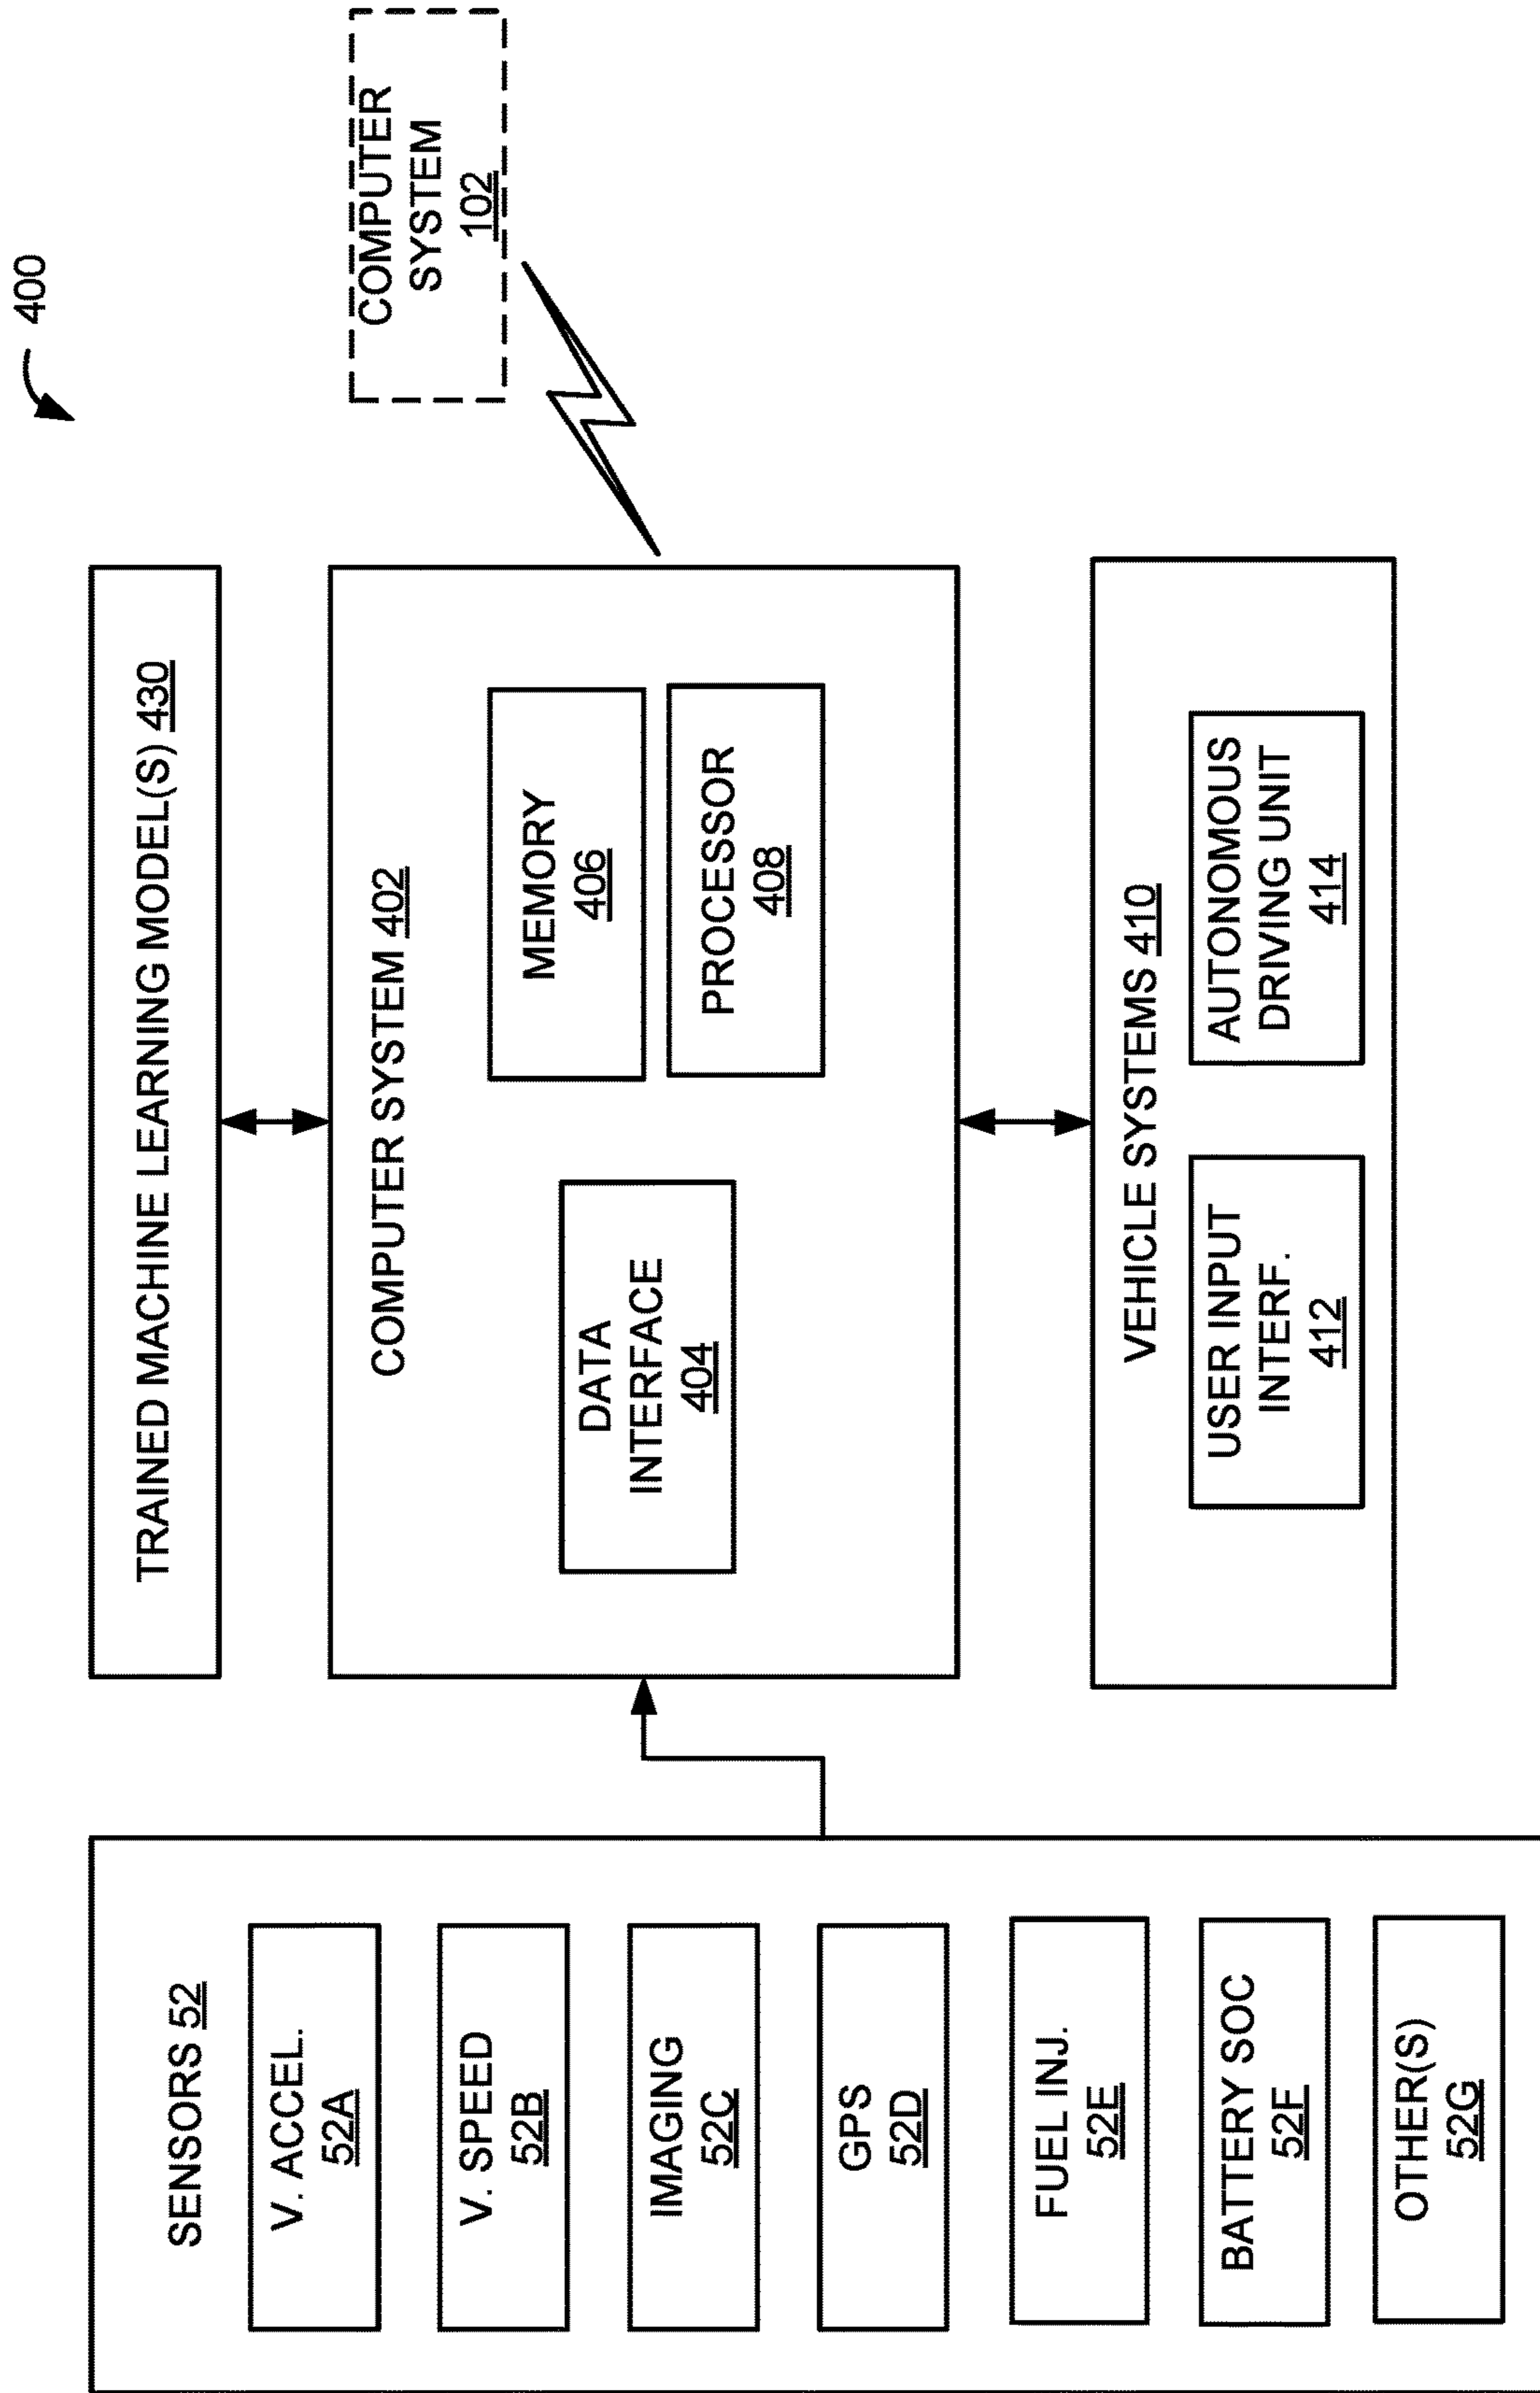 400
SENSORS 52
V. ACCEL.
52A
V. SPEED
52B
IMAGING
52C
GPS
52D
FUEL INJ.
52E
BATTERY SOC
52F
OTHER(S)
52G
TRAINED MACHINE LEARNING MODEL(S) 430
COMPUTER SYSTEM 402
DATA
INTERFACE
404
MEMORY
406
PROCESSOR
408
VEHICLE SYSTEMS 410
USER INPUT
INTERF.
412
AUTONOMOUS
DRIVING UNIT
414
COMPUTER
SYSTEM
102